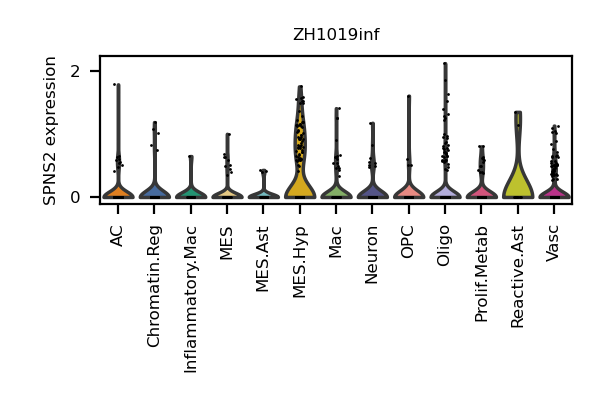 ZH1019inf
SPNS2 expression
2
0
AC
Chromatin.Reg
Inflammatory.Mac
MES
MES.Ast
MES.Hyp
Mac
Neuron
OPC
Oligo
Prolif.Metab
Reactive.Ast
Vasc